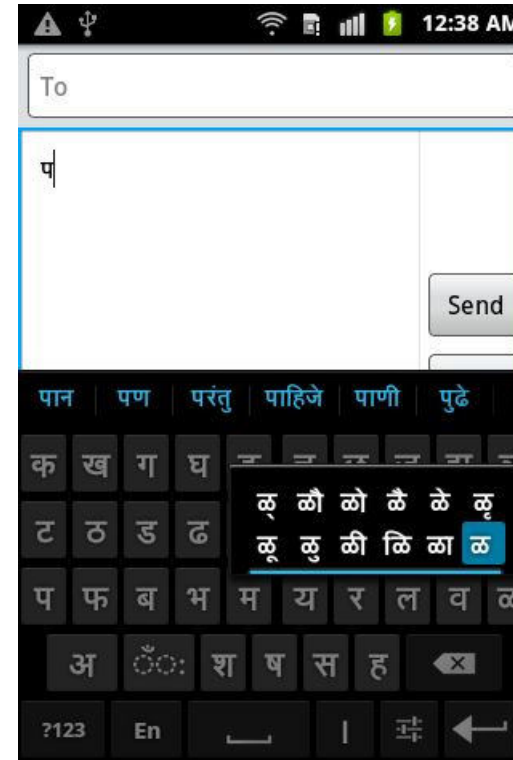 12:38 AM
To
प
Send
पान पण परंतु पाहिजे पाणी पुढे
क ख ग घ
ळ् ळौ ळो ळै ळे ळृ
ट ठ ड ढ
ळू ळु ळी ळि ळा ळ
प फ ब भ म य र ल व ळ
अ ँः श ष स ह
?123 En |